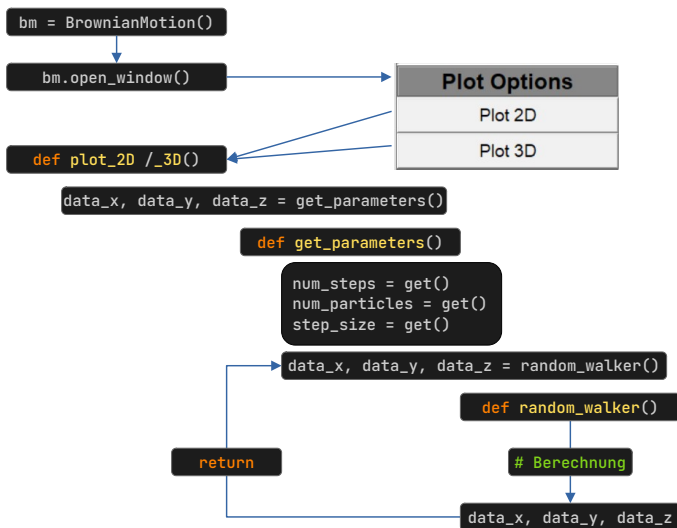 bm = BrownianMotion()
bm.open_window()
Plot Options
Plot 2D
Plot 3D
def plot_2D /_3D()
data_x, data_y, data_z = get_parameters()
def get_parameters()
num_steps = get()
num_particles = get()
step_size = get()
data_x, data_y, data_z = random_walker()
def random_walker()
return
# Berechnung
data_x, data_y, data_z